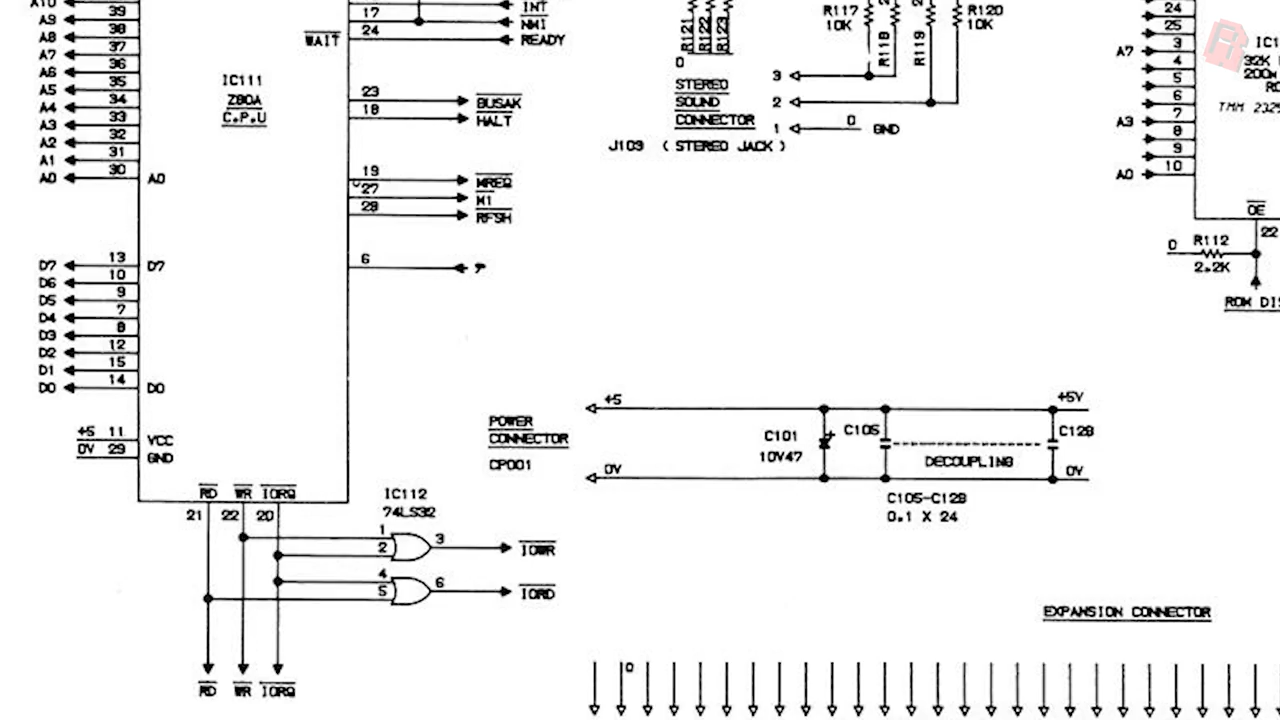 39
A9
38
A8
37
A7
36
A6
35
A5
34
A4
33
A3
32
A2
31
A1
30
A0
A0
IC111
Z80A
C.P.U
INT
17
NMI
24
WAIT
READY
23
BUSAK
18
HALT
19
MREQ
27
M1
28
RFSH
6
D7
13
D7
D6
10
D5
9
D4
7
D3
8
D2
12
D1
15
D0
14
D0
+5
11
VCC
0V
29
GND
RD
WR
IORQ
21
22
20
IC112
74LS32
1
2
3
IOWR
4
5
6
IORD
RD
WR
IORQ
R121
R122
R123
0
STEREO
SOUND
CONNECTOR
J103 ( STEREO JACK )
R117
10K
R118
R119
R120
10K
3
2
1
0
GND
24
25
A7
3
4
5
6
A3
7
8
9
A0
10
32K
TMM
OE
22
0
R112
2.2K
ROM
POWER
CONNECTOR
CP001
+5
+5V
C101
10V47
C105
DECOUPLING
C128
0V
0V
C105-C128
0.1 X 24
EXPANSION CONNECTOR
0